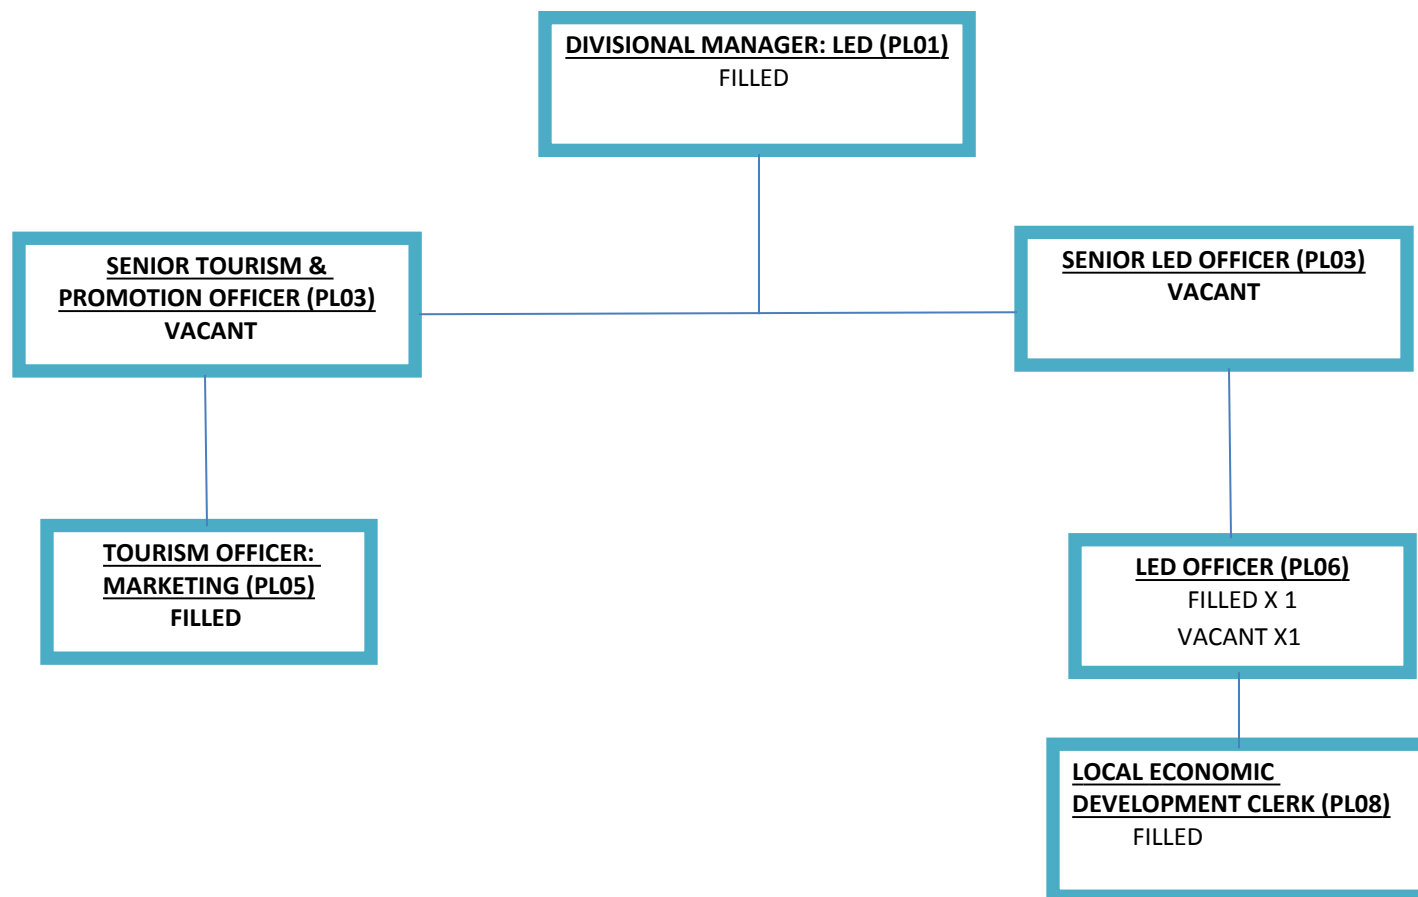 DIVISIONAL MANAGER: LED (PL01)
FILLED
SENIOR TOURISM &
PROMOTION OFFICER (PL03)
VACANT
SENIOR LED OFFICER (PL03)
VACANT
TOURISM OFFICER:
MARKETING (PL05)
FILLED
LED OFFICER (PL06)
FILLED X 1
VACANT X1
LOCAL ECONOMIC
DEVELOPMENT CLERK (PL08)
FILLED